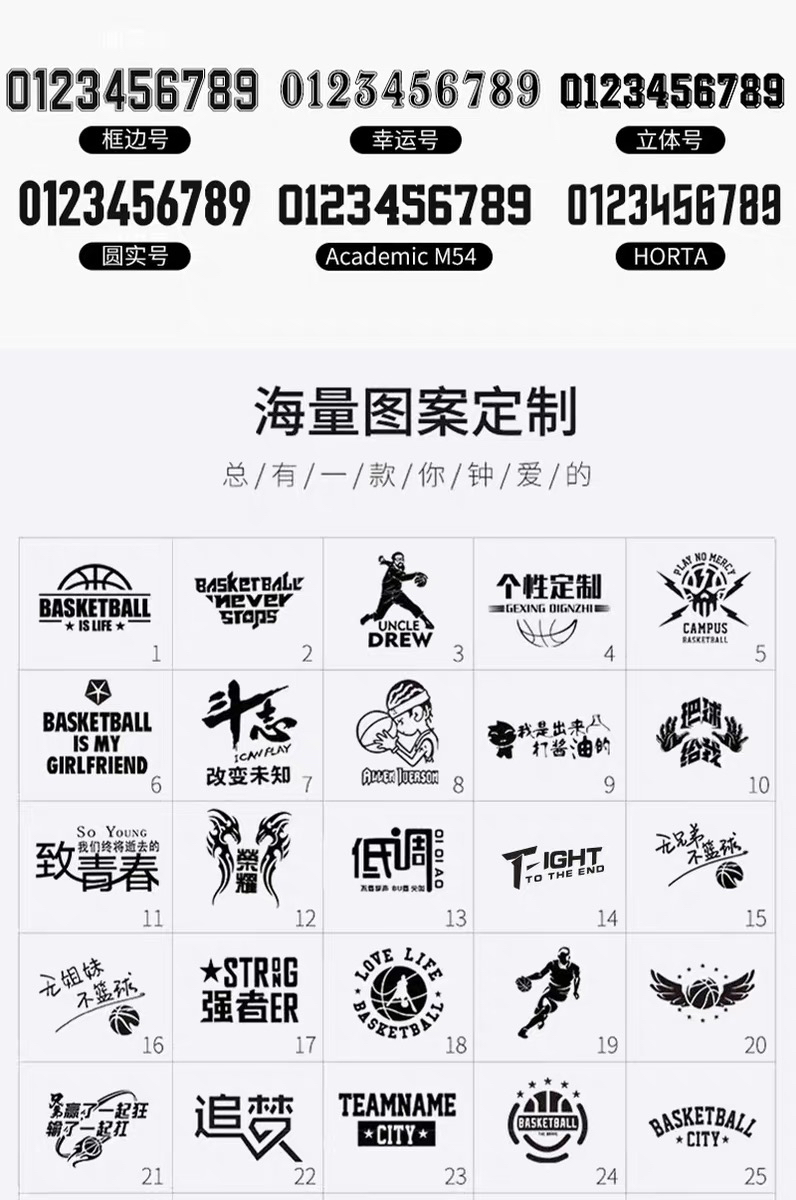 0123456789
0123456789
0123456789
框边号
幸运号
立体号
0123456789
0123456789
0123456789
圆实号
Academic M54
HORTA
海量图案定制
总/有/一/款/你/钟/爱/的
BASKETBALL
IS LIFE
1
BASKETBALL
NEVER
STOPS
2
UNCLE
DREW
3
个性定制
GEXING DIGNZHI
4
PLAY NO MERCY
CAMPUS
BASKETBALL
5
BASKETBALL
IS MY
GIRLFRIEND
6
斗志
ICANPLAY
改变未知
7
ALLEN IVERSON
8
我是出来
打酱油的
9
把球
给我
10
So Young
我们终将逝去的
致青春
11
荣耀
12
低调
DI DIAO
13
FIGHT
TO THE END
14
无兄弟
不篮球
15
无姐妹
不篮球
16
STRONG
强者ER
17
LOVE LIFE
BASKETBALL
18
19
20
兄弟赢了一起狂
输了一起扛
21
追梦
22
TEAMNAME
CITY
23
BASKETBALL
24
BASKETBALL
CITY
25